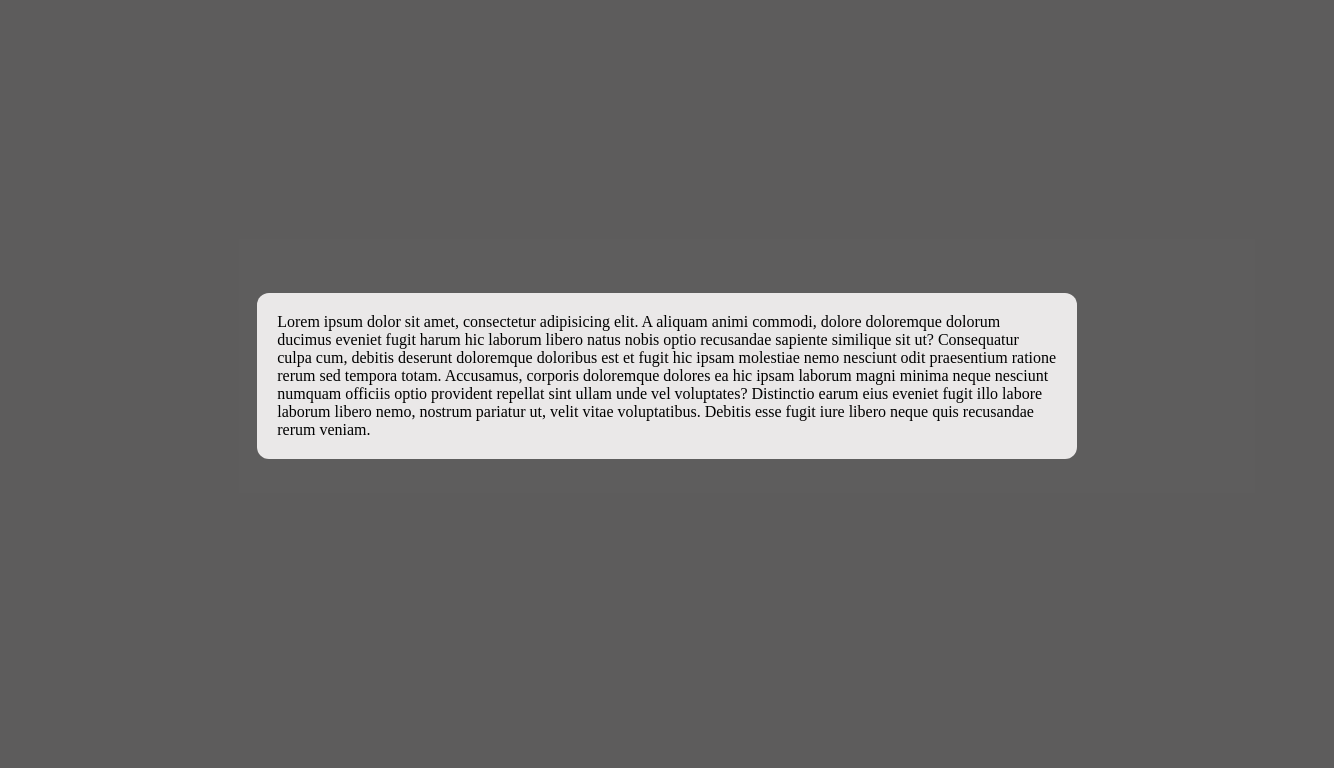 Lorem ipsum dolor sit amet, consectetur adipisicing elit. A aliquam animi commodi, dolore doloremque dolorum
ducimus eveniet fugit harum hic laborum libero natus nobis optio recusandae sapiente similique sit ut? Consequatur
culpa cum, debitis deserunt doloremque doloribus est et fugit hic ipsam molestiae nemo nesciunt odit praesentium ratione
rerum sed tempora totam. Accusamus, corporis doloremque dolores ea hic ipsam laborum magni minima neque nesciunt
numquam officiis optio provident repellat sint ullam unde vel voluptates? Distinctio earum eius eveniet fugit illo labore
laborum libero nemo, nostrum pariatur ut, velit vitae voluptatibus. Debitis esse fugit iure libero neque quis recusandae
rerum veniam.